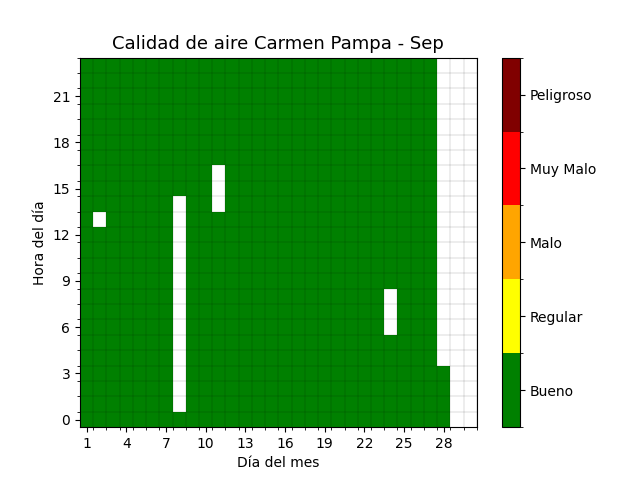 Calidad de aire Carmen Pampa - Sep
21
18
15
12
9
6
3
0
Hora del día
1 4 7 10 13 16 19 22 25 28
Día del mes
Peligroso
Muy Malo
Malo
Regular
Bueno